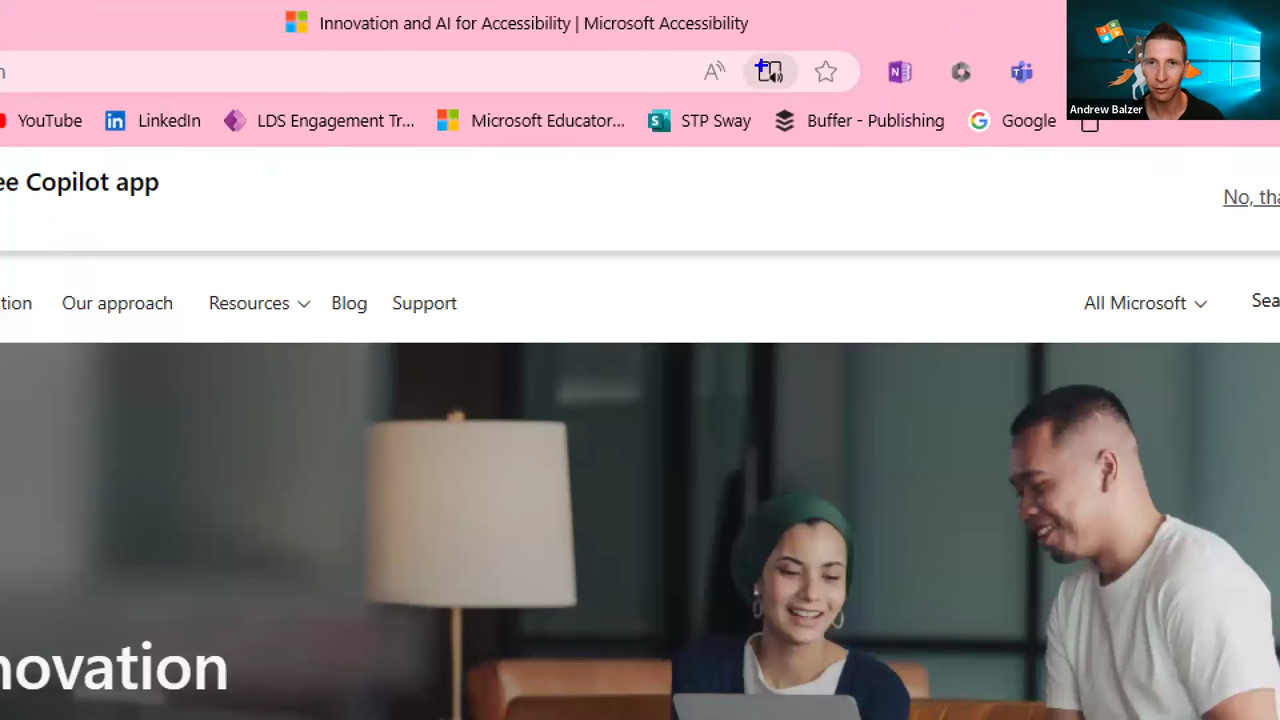 Innovation and AI for Accessibility | Microsoft Accessibility
n
A
YouTube LinkedIn LDS Engagement Tr... Microsoft Educator... STP Sway Buffer - Publishing Google
Andrew Balzer
ee Copilot app
No, tha
tion Our approach Resources Blog Support All Microsoft Sea
novation